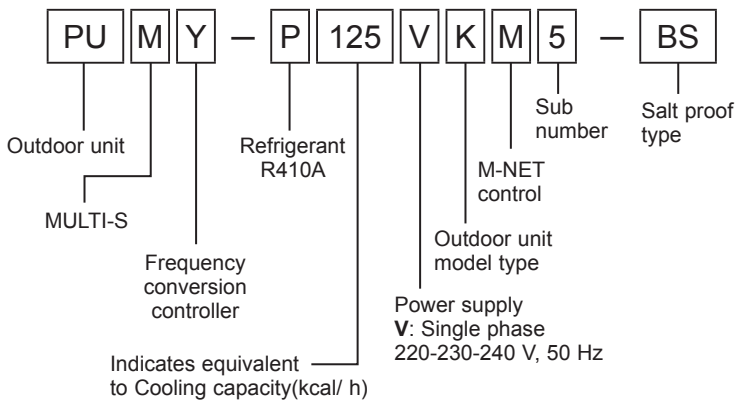 PU M Y – P 125 V K M 5 – BS
Outdoor unit
MULTI-S
Frequency
conversion
controller
Refrigerant
R410A
Indicates equivalent
to Cooling capacity(kcal/ h)
Power supply
V: Single phase
220-230-240 V, 50 Hz
Outdoor unit
model type
M-NET
control
Sub
number
Salt proof
type